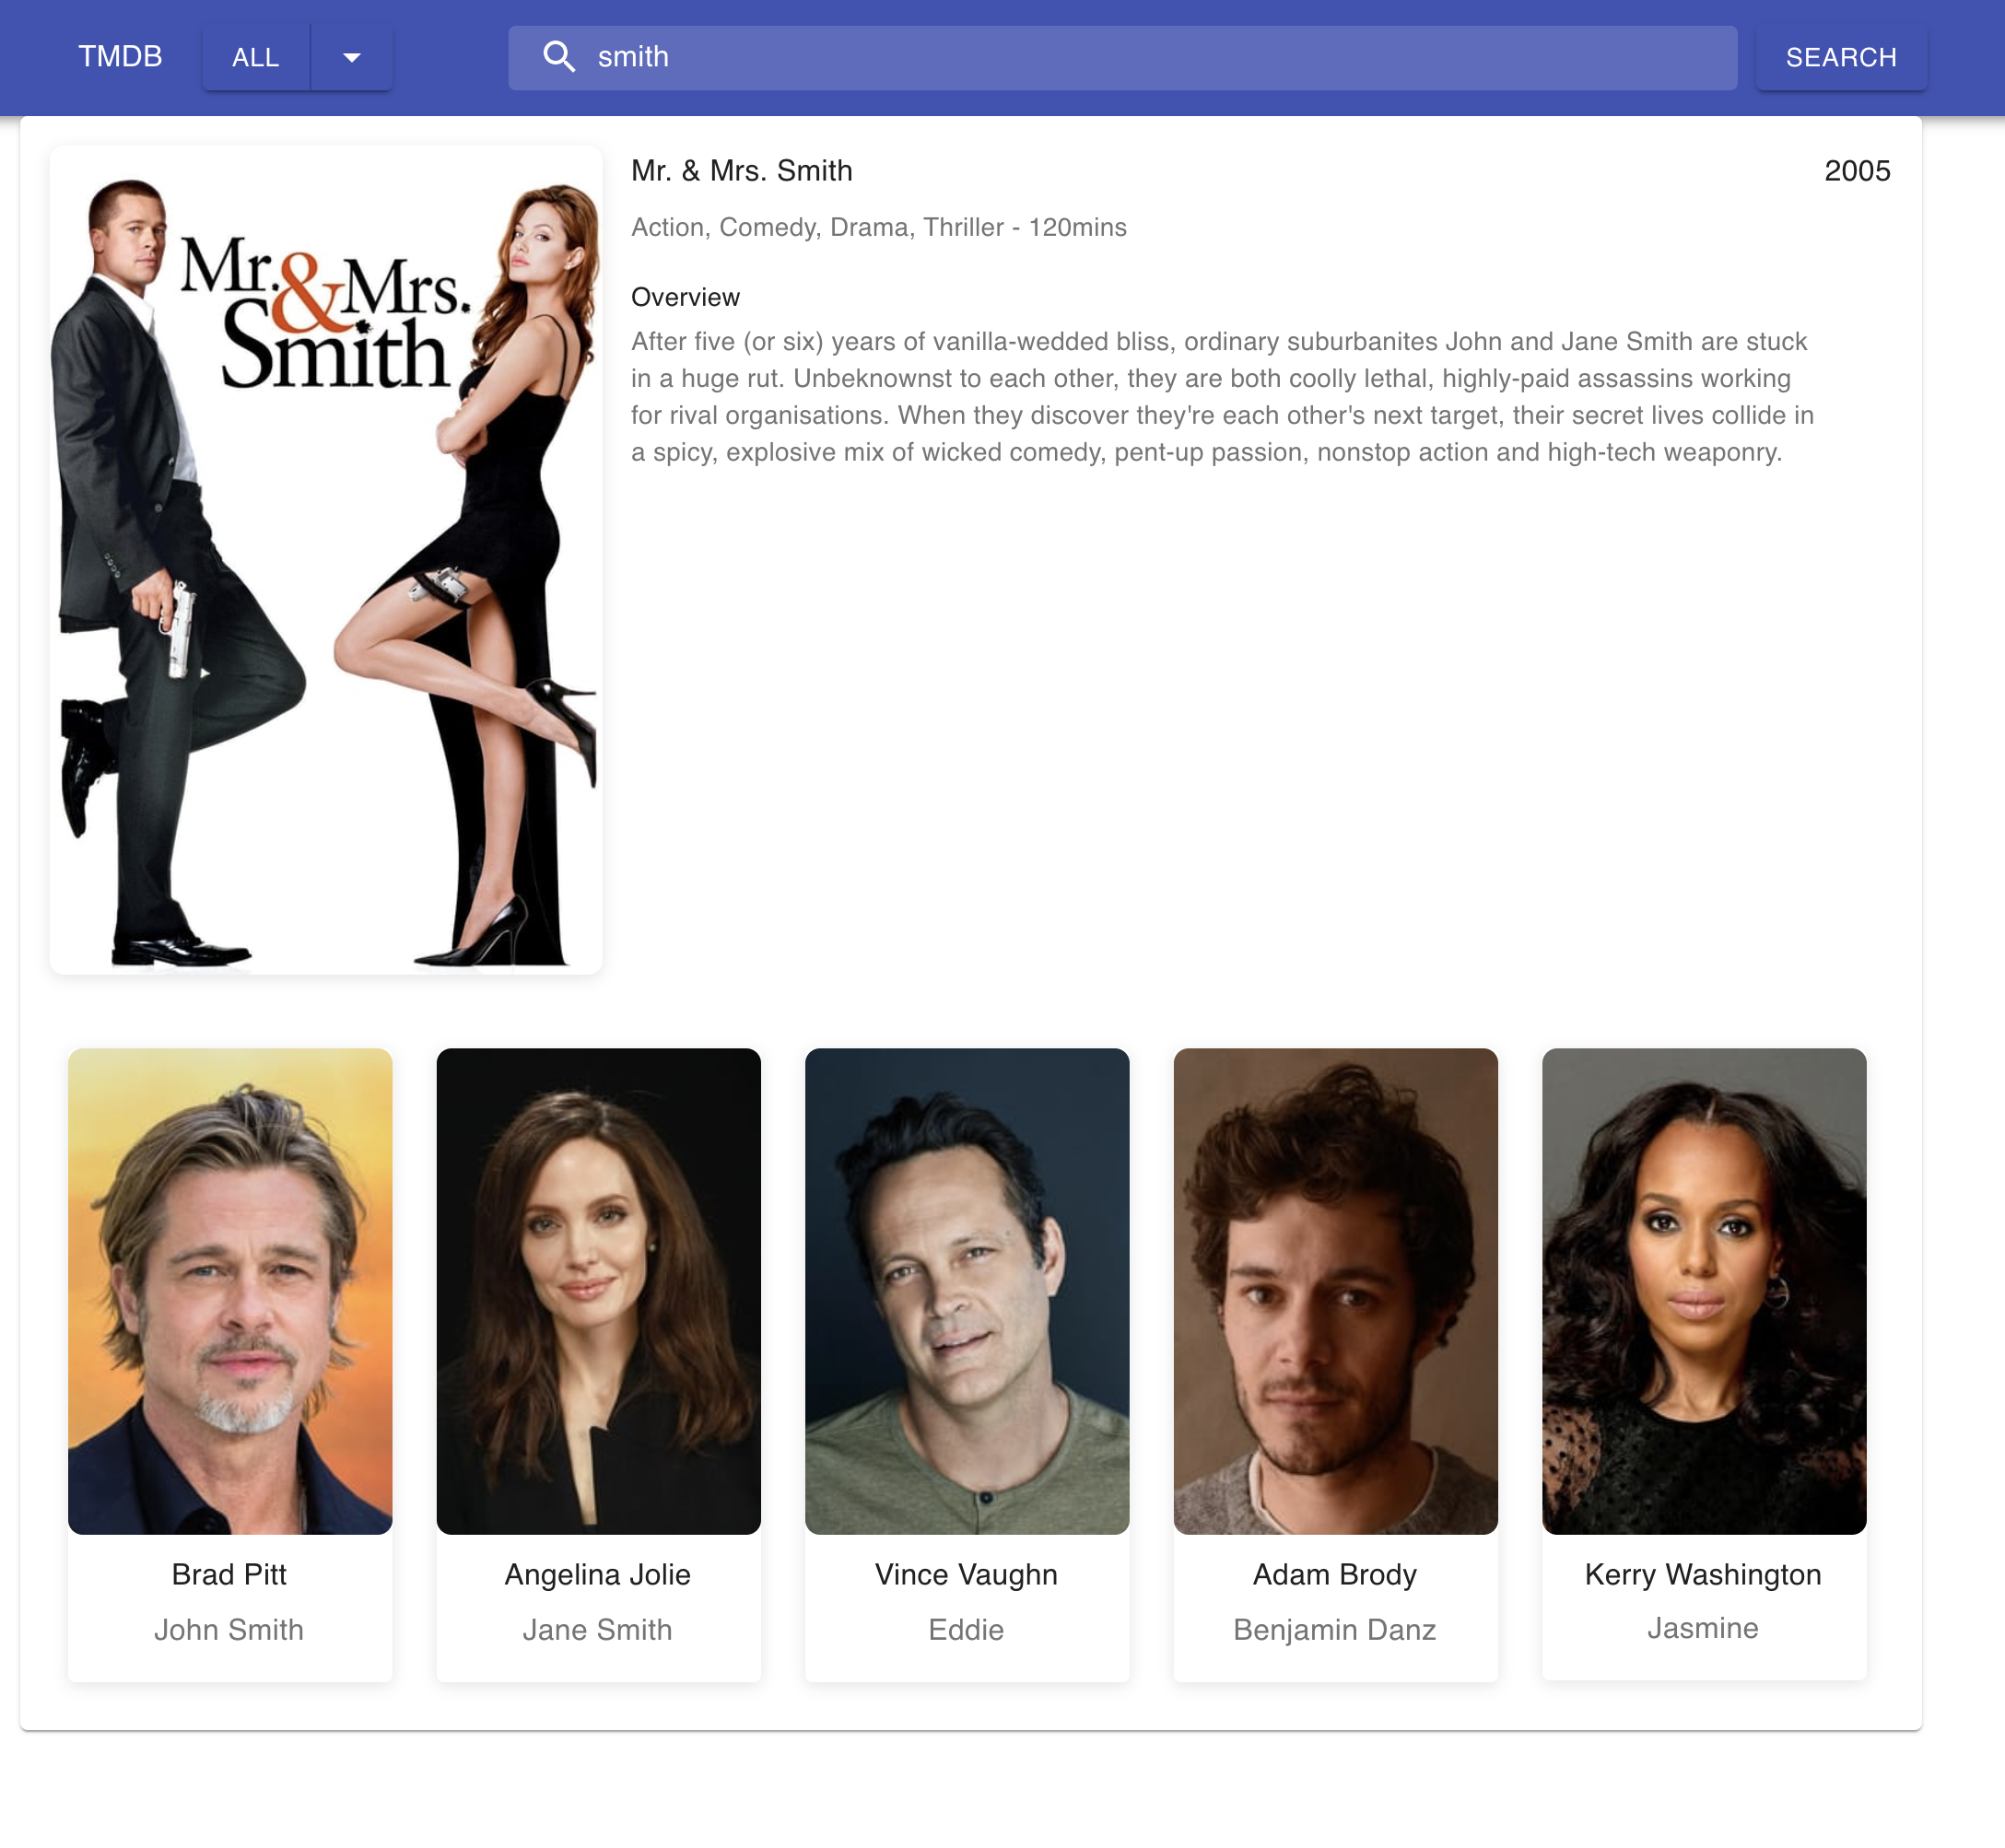 TMDB
ALL
smith
SEARCH
Mr. & Mrs.
Smith
Mr. & Mrs. Smith
2005
Action, Comedy, Drama, Thriller - 120mins
Overview
After five (or six) years of vanilla-wedded bliss, ordinary suburbanites John and Jane Smith are stuck
in a huge rut. Unbeknownst to each other, they are both coolly lethal, highly-paid assassins working
for rival organisations. When they discover they're each other's next target, their secret lives collide in
a spicy, explosive mix of wicked comedy, pent-up passion, nonstop action and high-tech weaponry.
Brad Pitt
John Smith
Angelina Jolie
Jane Smith
Vince Vaughn
Eddie
Adam Brody
Benjamin Danz
Kerry Washington
Jasmine